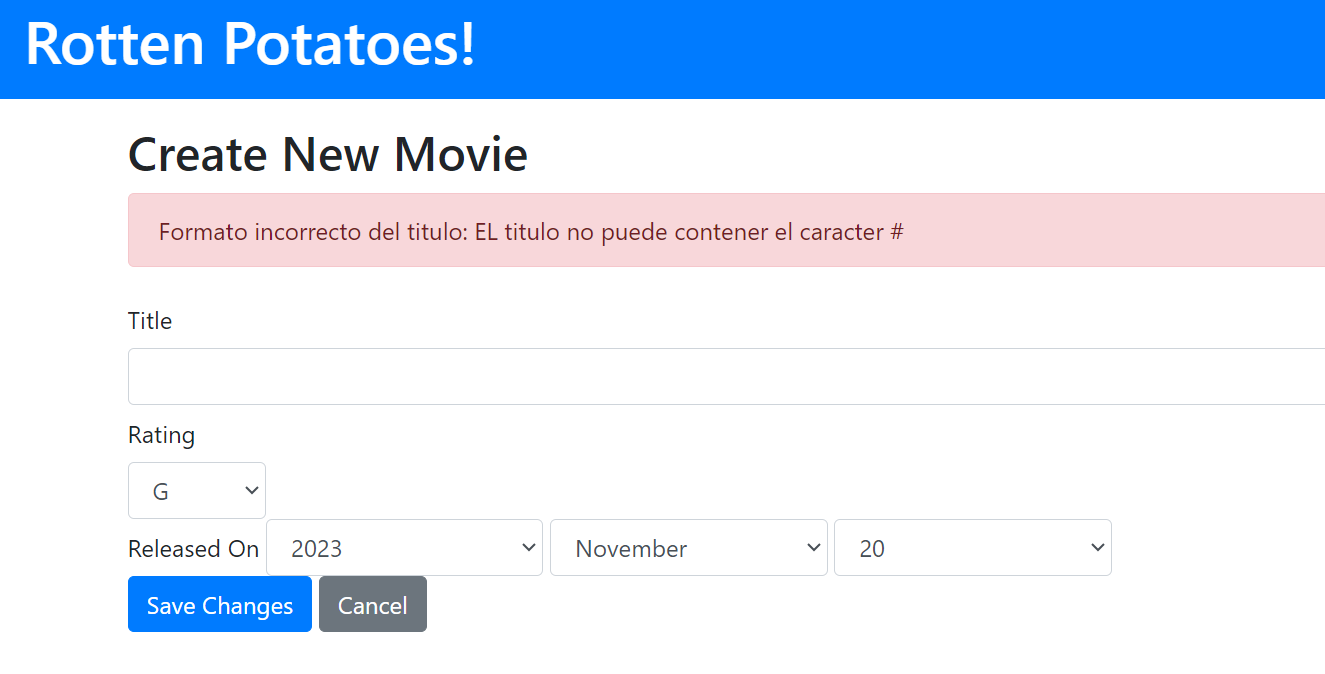 Rotten Potatoes!
Create New Movie
Formato incorrecto del titulo: EL titulo no puede contener el caracter #
Title
Rating
G
Released On 2023 November 20
Save Changes Cancel